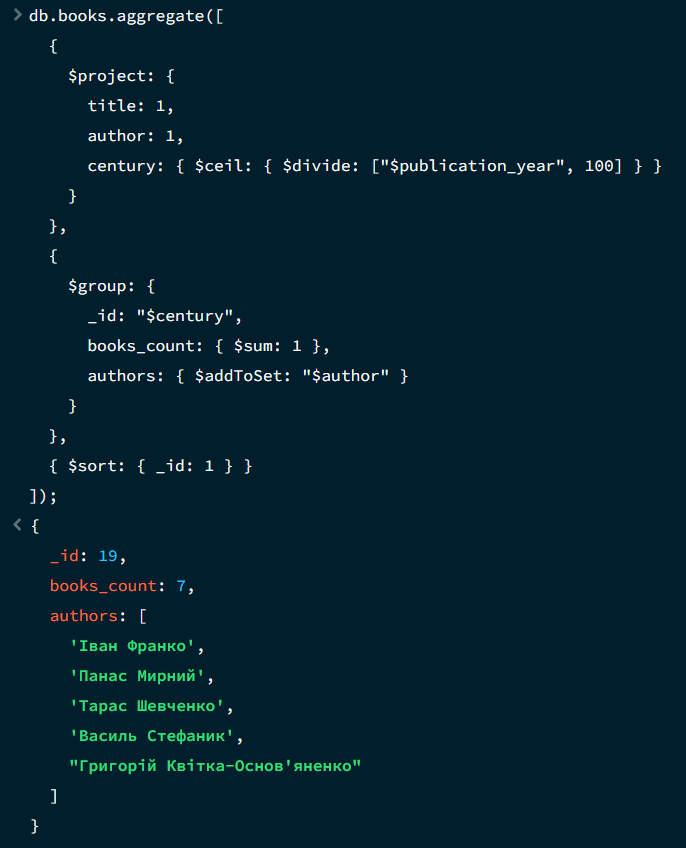 > db.books.aggregate([
  {
    $project: {
      title: 1,
      author: 1,
      century: { $ceil: { $divide: ["$publication_year", 100] } }
    }
  },
  {
    $group: {
      _id: "$century",
      books_count: { $sum: 1 },
      authors: { $addToSet: "$author" }
    }
  },
  { $sort: { _id: 1 } }
]);
< {
  _id: 19,
  books_count: 7,
  authors: [
    'Іван Франко',
    'Панас Мирний',
    'Тарас Шевченко',
    'Василь Стефаник',
    "Григорій Квітка-Основ'яненко"
  ]
}